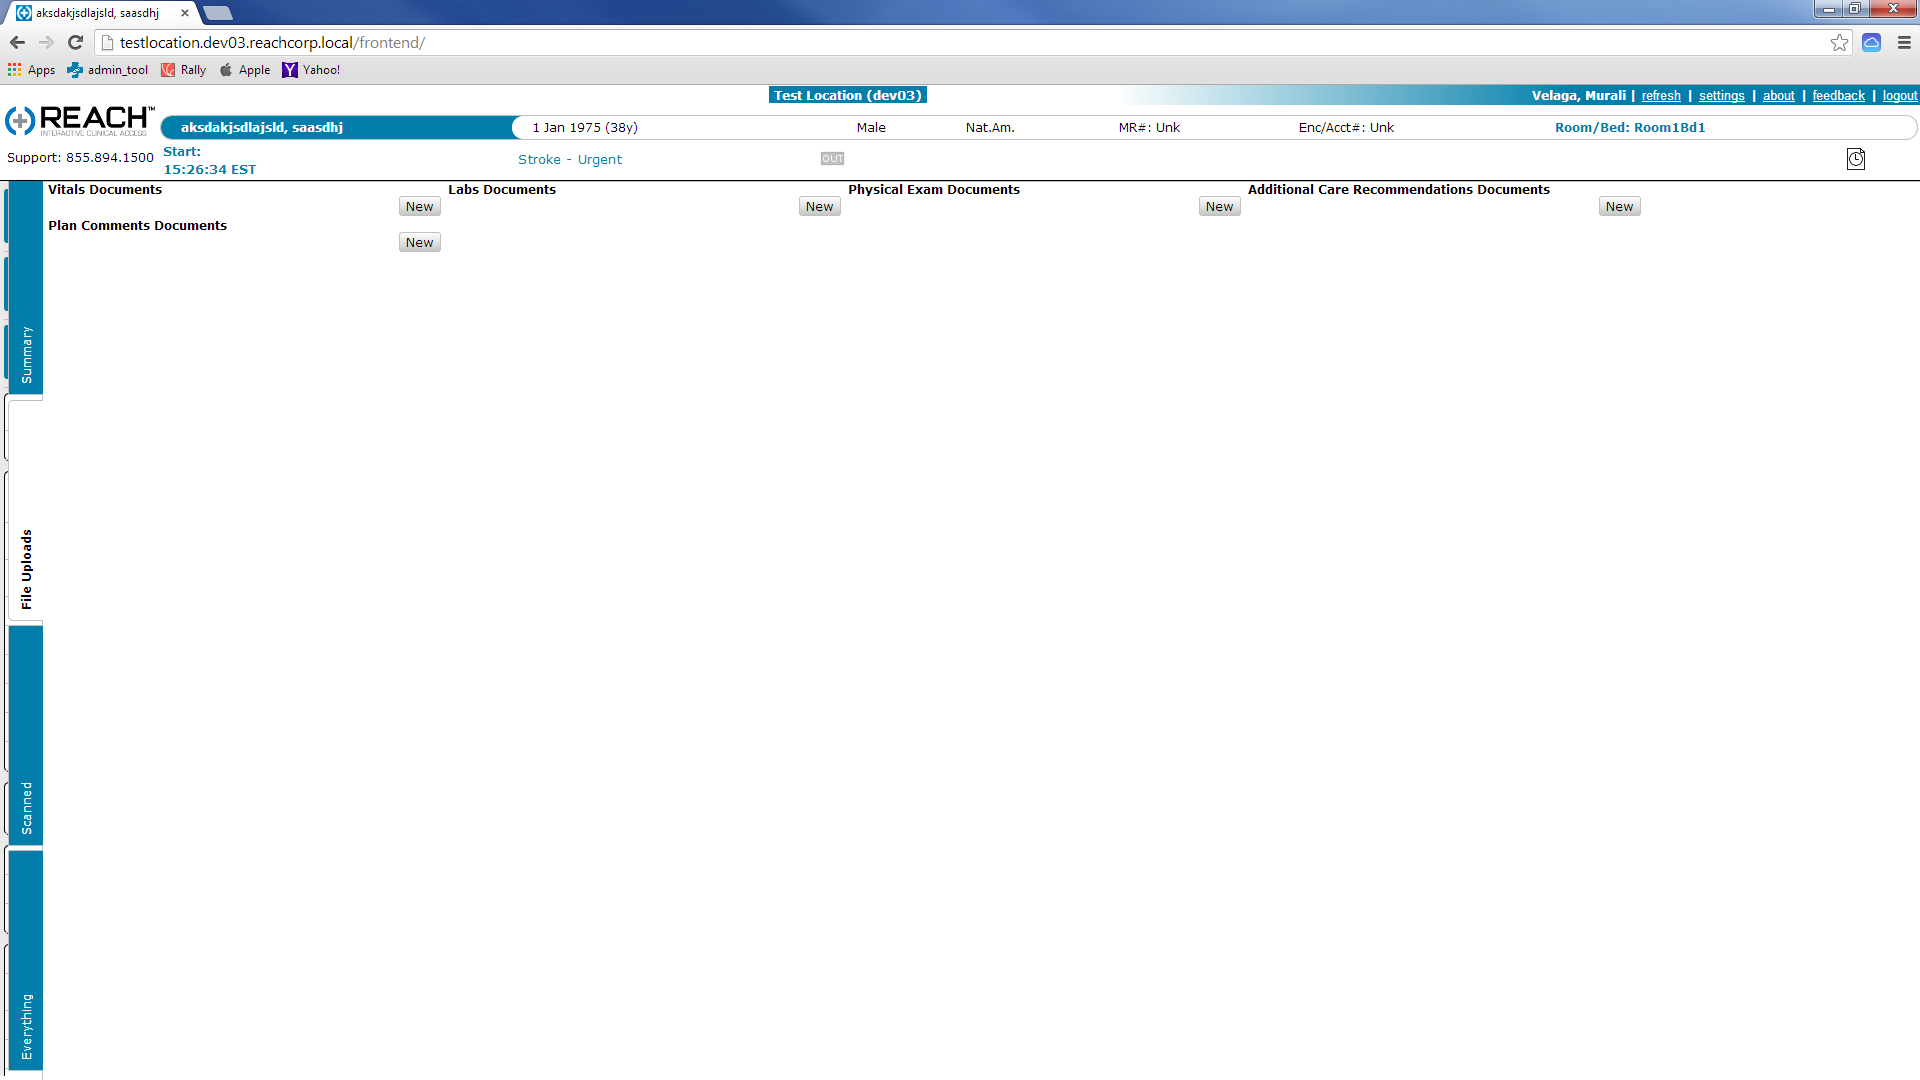 aksdakjsdlajsld, saasdhj
testlocation.dev03.reachcorp.local/frontend/
Apps admin_tool Rally Apple Yahoo!
Test Location (dev03) Velaga, Murali | refresh | settings | about | feedback | logout
REACH™
INTERACTIVE CLINICAL ACCESS
aksdakjsdlajsld, saasdhj 1 Jan 1975 (38y) Male Nat.Am. MR#: Unk Enc/Acct#: Unk Room/Bed: Room1Bd1
Support: 855.894.1500
Start:
15:26:34 EST
Stroke - Urgent
OUT
Vitals Documents Labs Documents Physical Exam Documents Additional Care Recommendations Documents
New New New New
Plan Comments Documents
New
Summary
File Uploads
Scanned
Everything